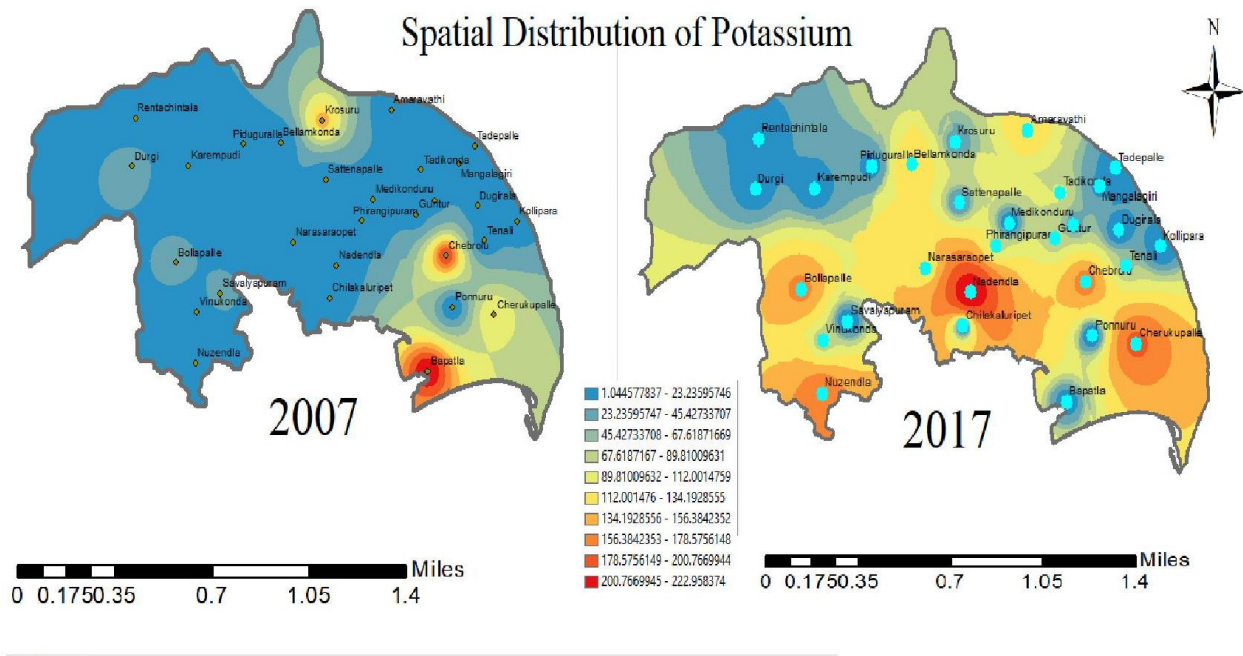 Spatial Distribution of Potassium
N
Krosuru
Amaravathi
Rentachintala
Piduguralla
Bellamkonda
Tadepalle
Durgi
Karempudi
Sattenapalle
Tadikonda
Mangalagiri
Medikonduru
Guntur
Dugirala
Phirangipuram
Kollipara
Narasaraopet
Tenali
Bollapalle
Nadendla
Chebrolu
Savalyapuram
Chilakaluripet
Ponnuru
Cherukupalle
Vinukonda
Nuzendla
Bapatla
2007
Miles
0 0.175 0.35 0.7 1.05 1.4
1.044577837 - 23.23595746
23.23595747 - 45.42733707
45.42733708 - 67.61871669
67.6187167 - 89.81009631
89.81009632 - 112.0014759
112.001476 - 134.1928555
134.1928556 - 156.3842352
156.3842353 - 178.5756148
178.5756149 - 200.7669944
200.7669945 - 222.958374
Amaravathi
Rentachintala
Krosuru
Piduguralla
Bellamkonda
Tadepalle
Durgi
Karempudi
Sattenapalle
Tadikonda
Mangalagiri
Medikonduru
Guntur
Dugirala
Phirangipuram
Kollipara
Narasaraopet
Tenali
Bollapalle
Nadendla
Chebrolu
Savalyapuram
Vinukonda
Chilakaluripet
Ponnuru
Cherukupalle
Nuzendla
Bapatla
2017
Miles
0 0.175 0.35 0.7 1.05 1.4